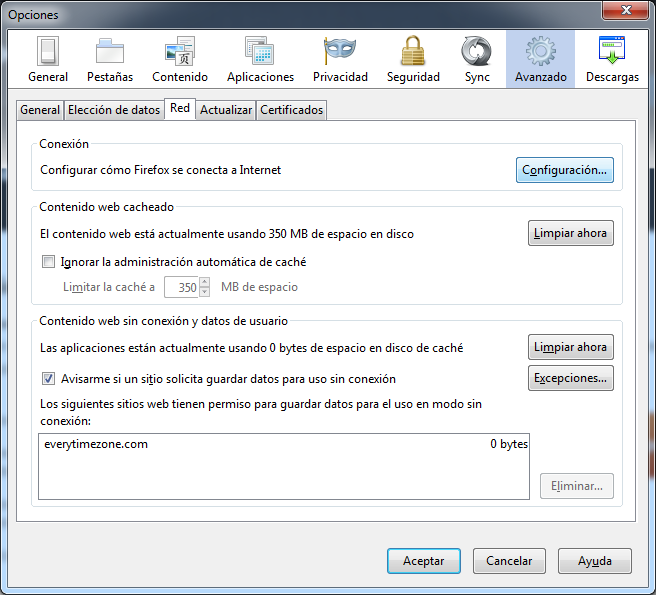 Opciones
General Pestañas Contenido Aplicaciones Privacidad Seguridad Sync Avanzado Descargas
General Elección de datos Red Actualizar Certificados
Conexión
Configurar cómo Firefox se conecta a Internet Configuración...
Contenido web cacheado
El contenido web está actualmente usando 350 MB de espacio en disco Limpiar ahora
Ignorar la administración automática de caché
Limitar la caché a 350 MB de espacio
Contenido web sin conexión y datos de usuario
Las aplicaciones están actualmente usando 0 bytes de espacio en disco de caché Limpiar ahora
Avisarme si un sitio solicita guardar datos para uso sin conexión Excepciones...
Los siguientes sitios web tienen permiso para guardar datos para el uso en modo sin
conexión:
everytimezone.com 0 bytes
Eliminar...
Aceptar Cancelar Ayuda